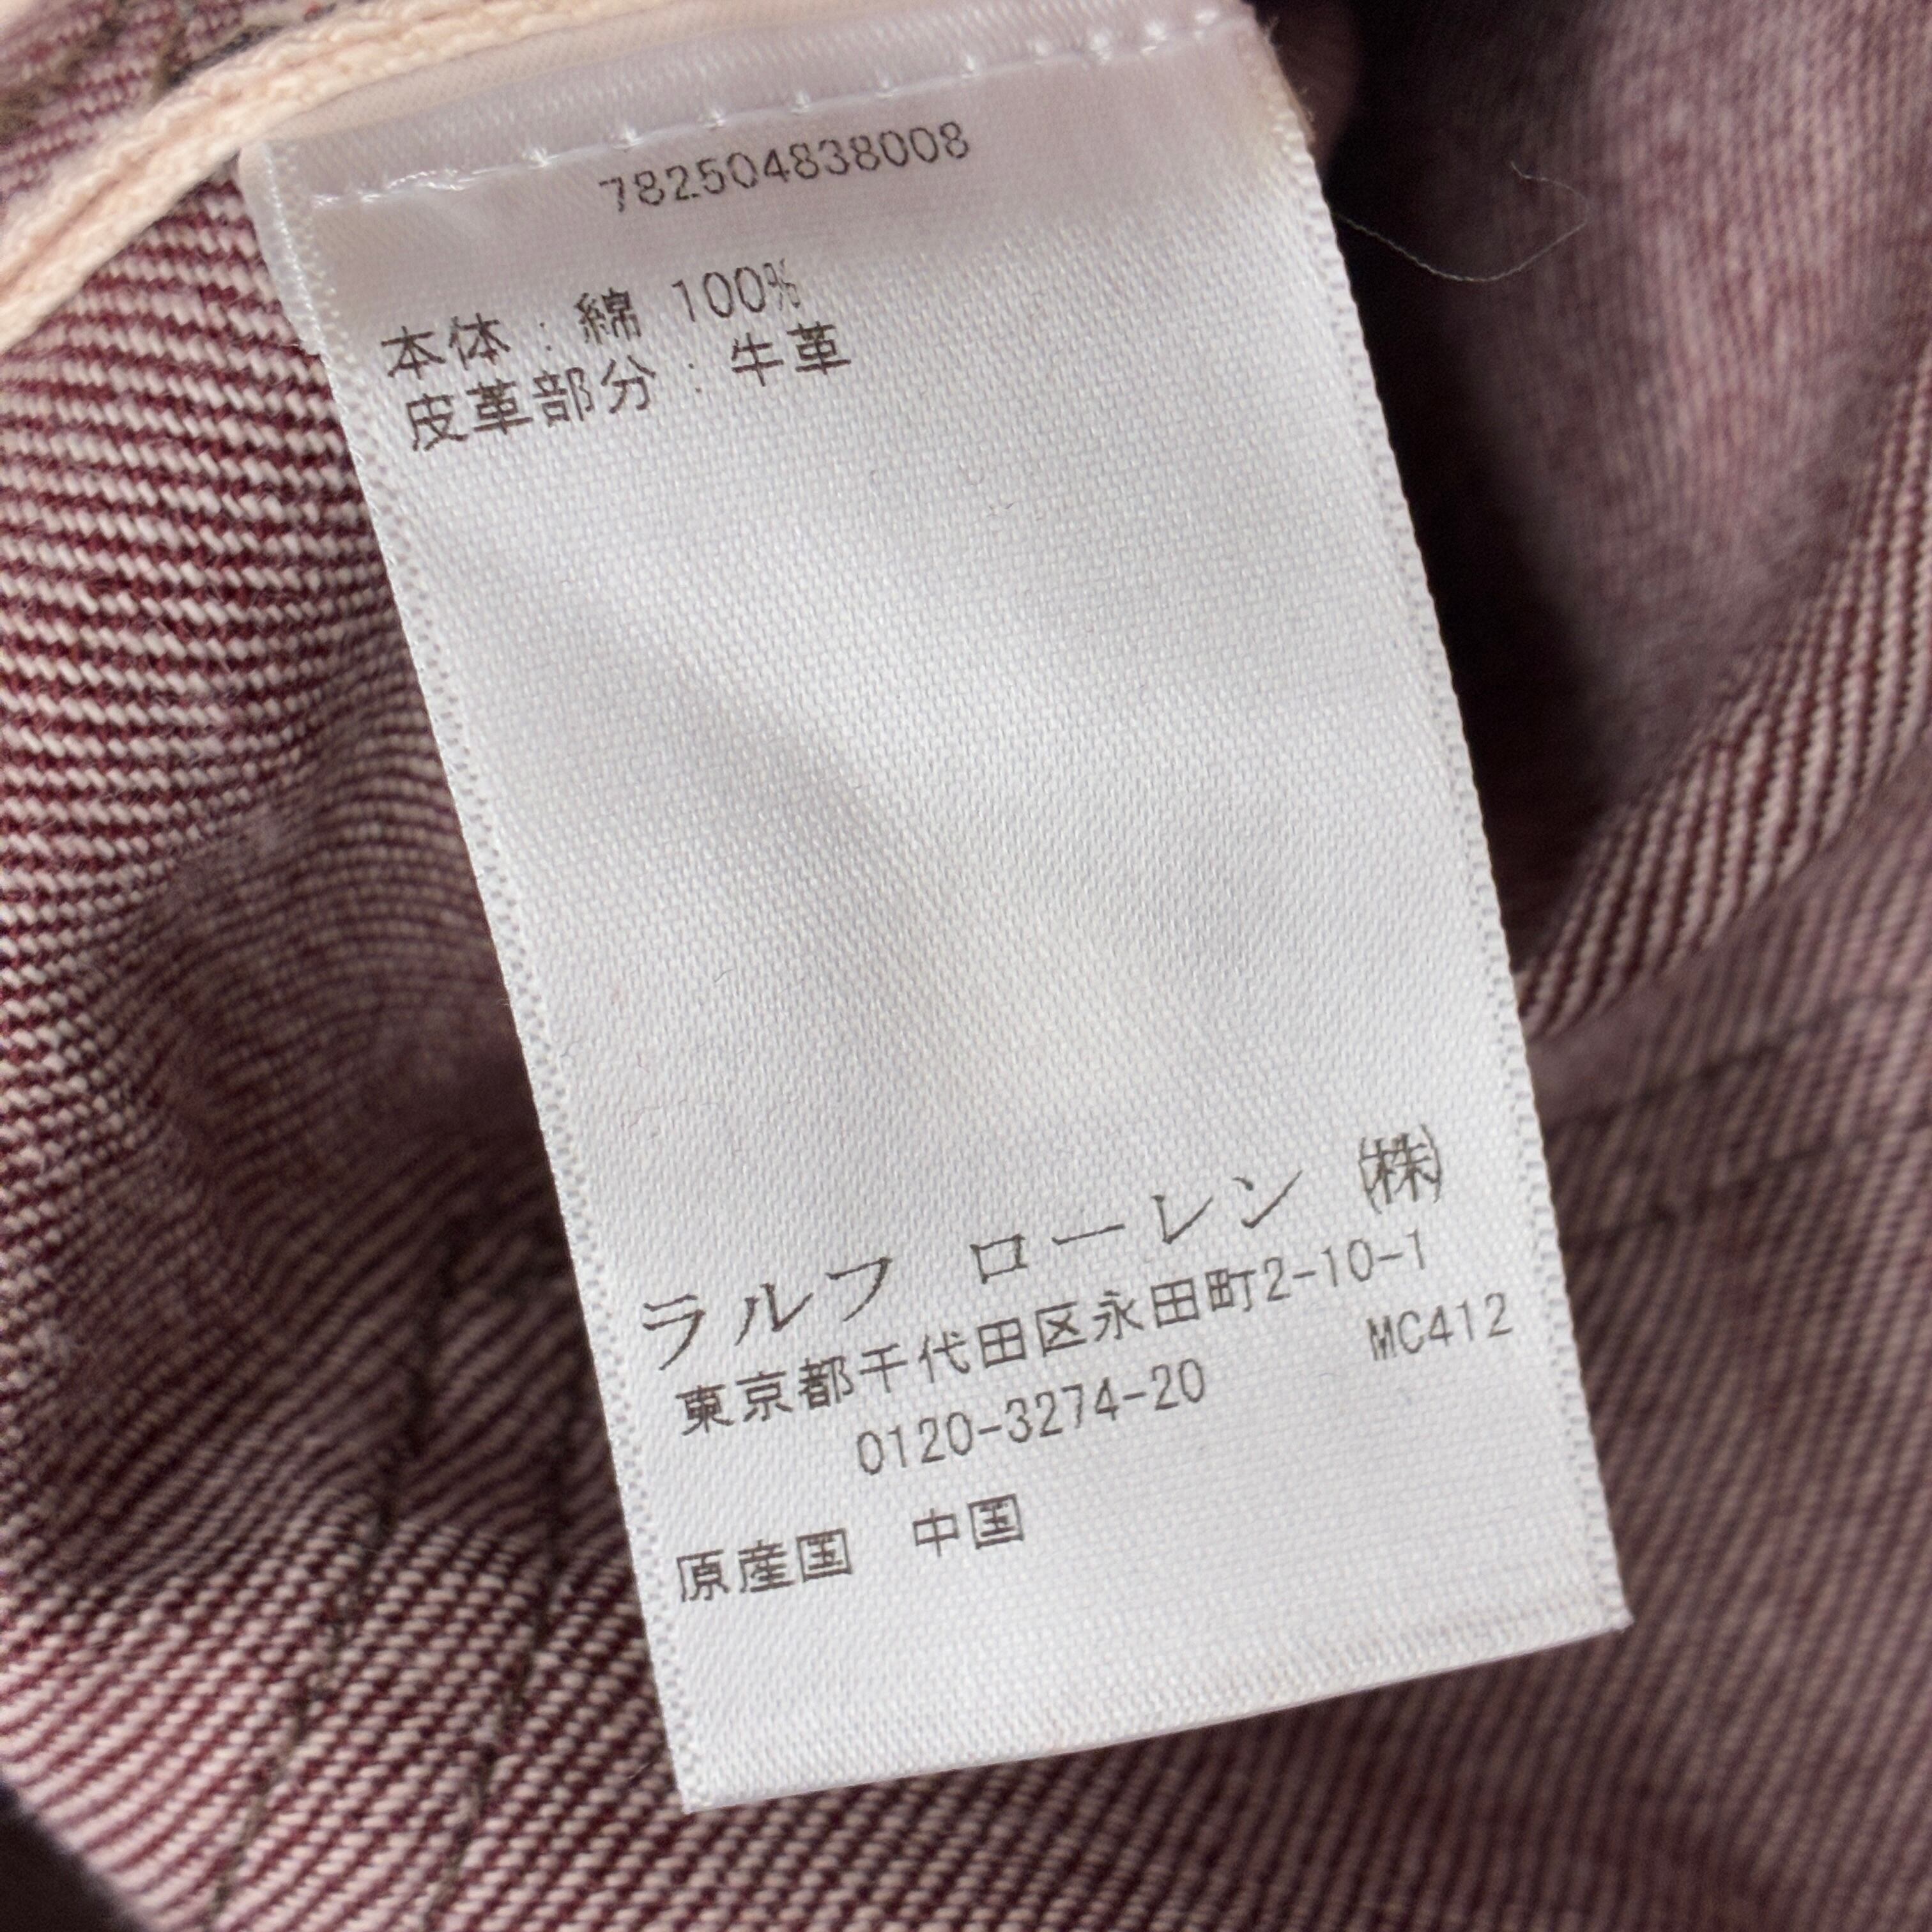 782504838008
本体：綿 100%
皮革部分：牛革
ラルフ ローレン ㈱
東京都千代田区永田町2-10-1
0120-3274-20 MC412
原産国 中国